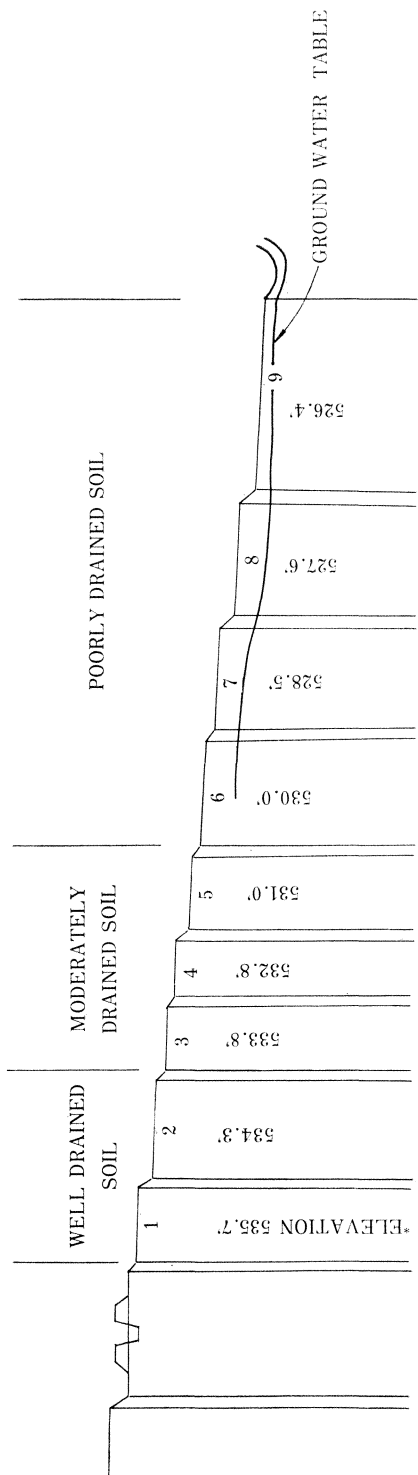 WELL DRAINED
SOIL
MODERATELY
DRAINED SOIL
POORLY DRAINED SOIL
1
2
3
4
5
6
7
8
9
*ELEVATION 535.7'
534.3'
533.8'
532.8'
531.0'
530.0'
528.5'
527.6'
526.4'
GROUND WATER TABLE